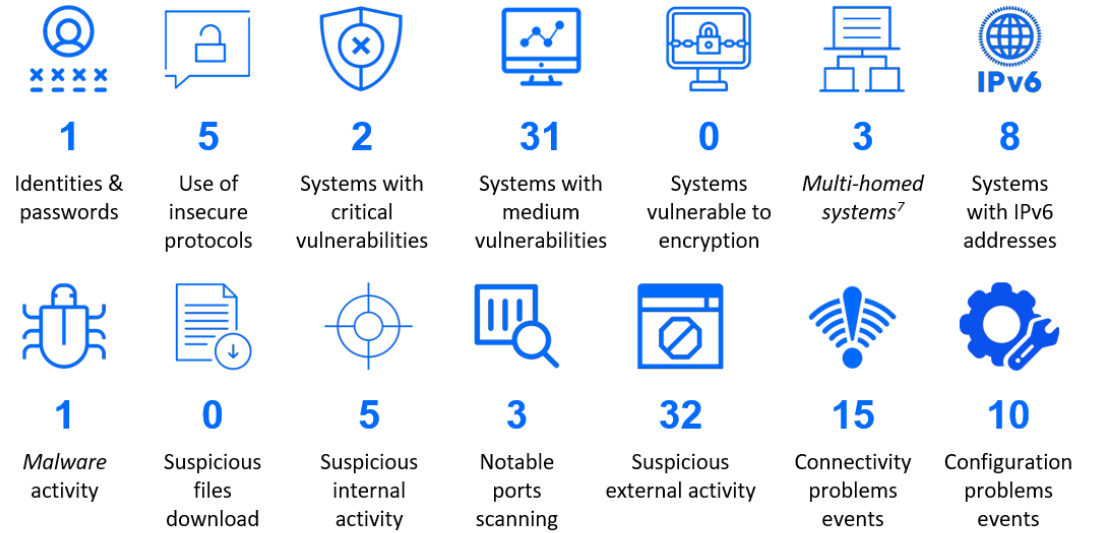 IPv6
1
Identities &
passwords
5
Use of
insecure
protocols
2
Systems with
critical
vulnerabilities
31
Systems with
medium
vulnerabilities
0
Systems
vulnerable to
encryption
3
Multi-homed
systems7
8
Systems
with IPv6
addresses
1
Malware
activity
0
Suspicious
files
download
5
Suspicious
internal
activity
3
Notable
ports
scanning
32
Suspicious
external activity
15
Connectivity
problems
events
10
Configuration
problems
events